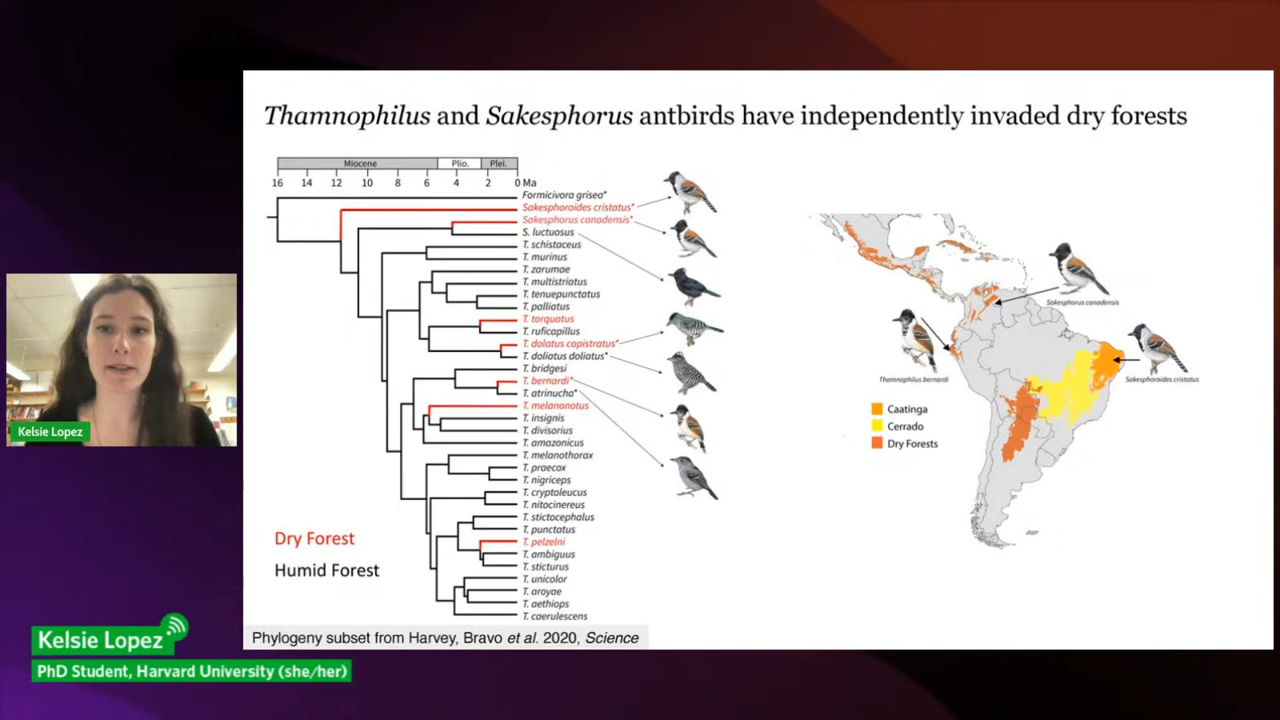 Thamnophilus and Sakesphorus antbirds have independently invaded dry forests
Miocene Plio. Plei.
16 14 12 10 8 6 4 2 0 Ma
Formicivora grisea*
Sakesphoroides cristatus*
Sakesphorus canadensis*
S. luctuosus
T. schistaceus
T. murinus
T. zarumae
T. multistriatus
T. tenuepunctatus
T. palliatus
T. torquatus
T. ruficapillus
T. dolatus capistratus*
T. doliatus doliatus*
T. bridgesi
T. bernardi*
T. atrinucha*
T. melanonotus
T. insignis
T. divisorius
T. amazonicus
T. melanothorax
T. praecox
T. nigriceps
T. cryptoleucus
T. nitocinereus
T. stictocephalus
T. punctatus
T. pelzelni
T. ambiguus
T. sticturus
T. unicolor
T. aroyae
T. aethiops
T. caerulescens
Dry Forest
Humid Forest
Sakesphorus canadensis
Thamnophilus bernardi
Sakesphoroides cristatus
Caatinga
Cerrado
Dry Forests
Phylogeny subset from Harvey, Bravo et al. 2020, Science
Kelsie Lopez
Kelsie Lopez
PhD Student, Harvard University (she/her)